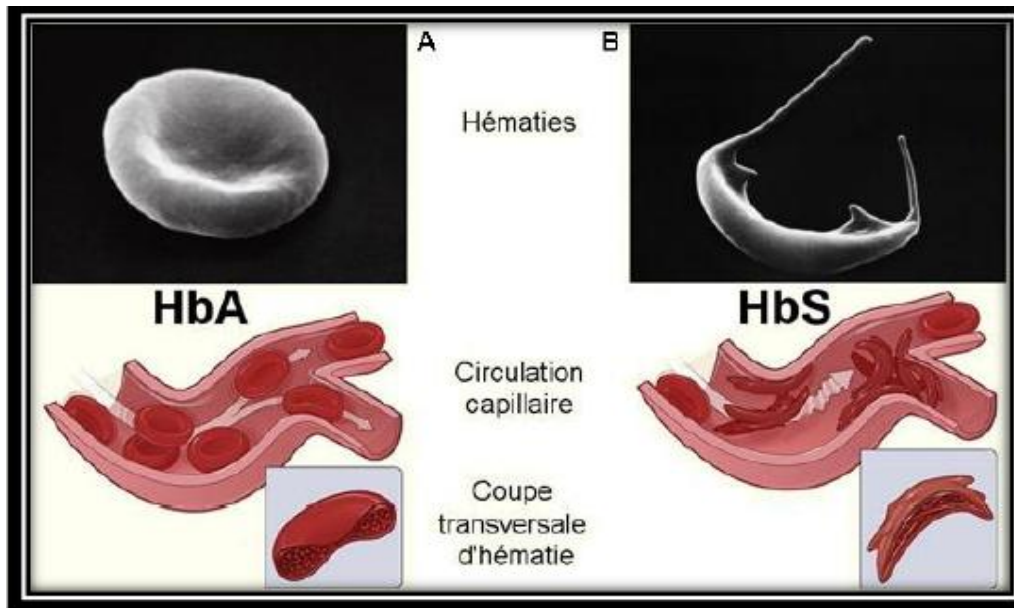 A
B
Hématies
HbA
HbS
Circulation
capillaire
Coupe
transversale
d'hématie